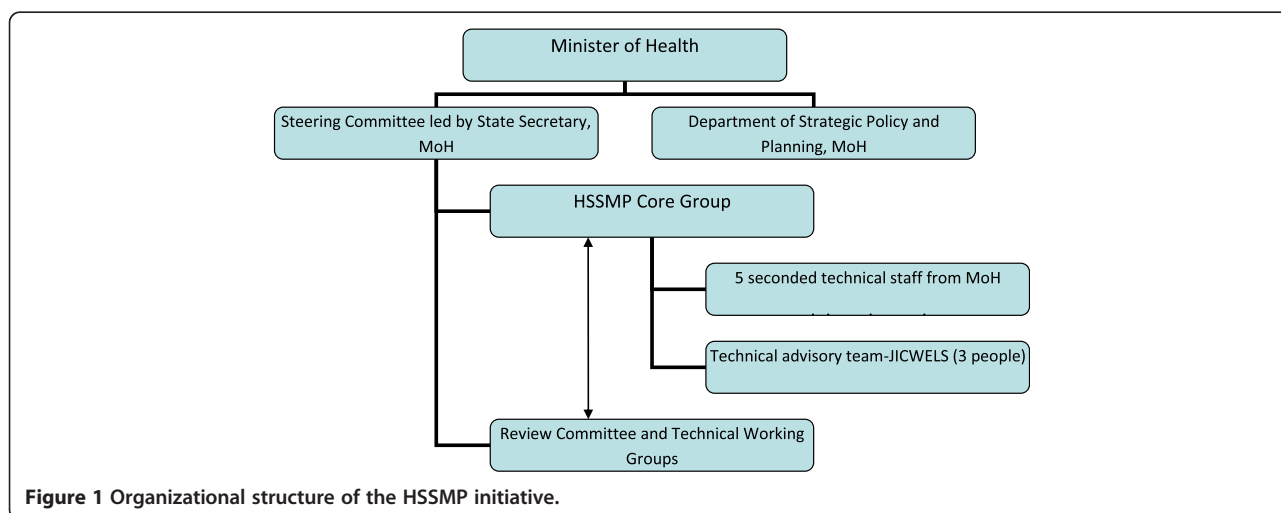 Minister of Health
Steering Committee led by State Secretary,
MoH
Department of Strategic Policy and
Planning, MoH
HSSMP Core Group
5 seconded technical staff from MoH
Technical advisory team-JICWELS (3 people)
Review Committee and Technical Working
Groups
Figure 1 Organizational structure of the HSSMP initiative.